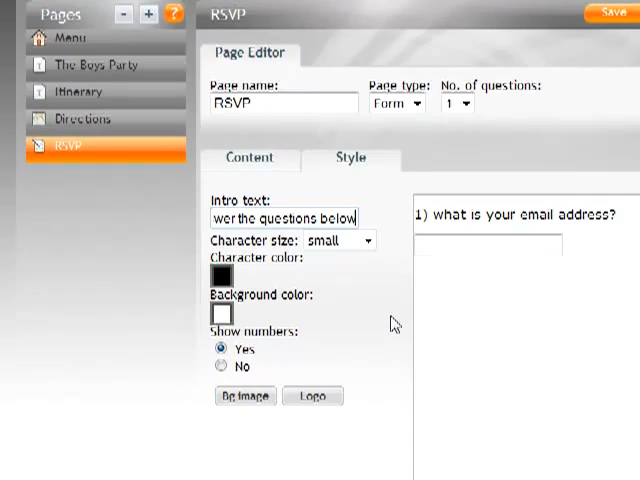 Pages - + ?
RSVP
Save
Menu
The Boys Party
Itinerary
Directions
RSVP
Page Editor
Page name: Page type: No. of questions:
RSVP Form 1
Content Style
Intro text:
wer the questions below
Character size: small
Character color:
Background color:
Show numbers:
Yes
No
Bg image Logo
1) what is your email address?